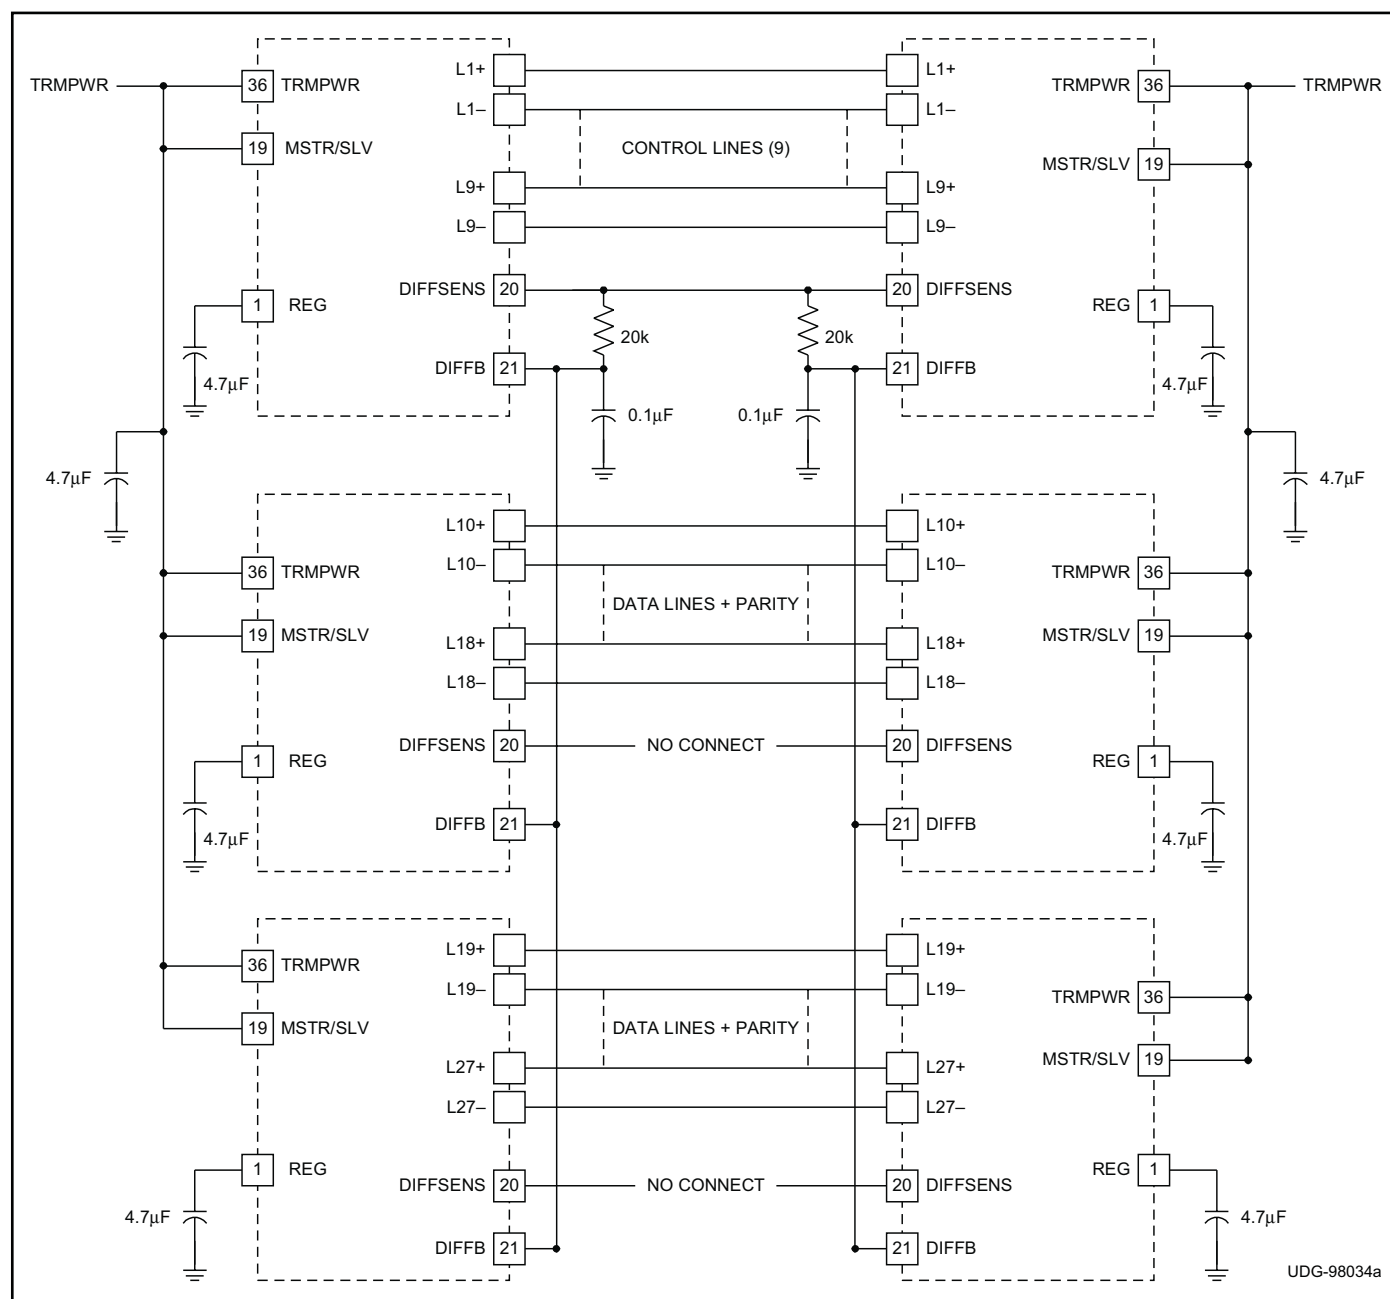 L1+ L1+
TRMPWR 36 TRMPWR TRMPWR 36 TRMPWR
L1– L1–
19 MSTR/SLV CONTROL LINES (9) MSTR/SLV 19
L9+ L9+
L9– L9–
DIFFSENS 20 20 DIFFSENS
1 REG REG 1
20k 20k
DIFFB 21 21 DIFFB
4.7µF 4.7µF
0.1µF 0.1µF
4.7µF 4.7µF
L10+ L10+
L10– L10–
36 TRMPWR TRMPWR 36
DATA LINES + PARITY
19 MSTR/SLV MSTR/SLV 19
L18+ L18+
L18– L18–
DIFFSENS 20 NO CONNECT 20 DIFFSENS
1 REG REG 1
DIFFB 21 21 DIFFB
4.7µF 4.7µF
L19+ L19+
36 TRMPWR
L19– L19–
TRMPWR 36
19 MSTR/SLV DATA LINES + PARITY
MSTR/SLV 19
L27+ L27+
L27– L27–
1 REG REG 1
DIFFSENS 20 NO CONNECT 20 DIFFSENS
4.7µF 4.7µF
DIFFB 21 21 DIFFB
UDG-98034a